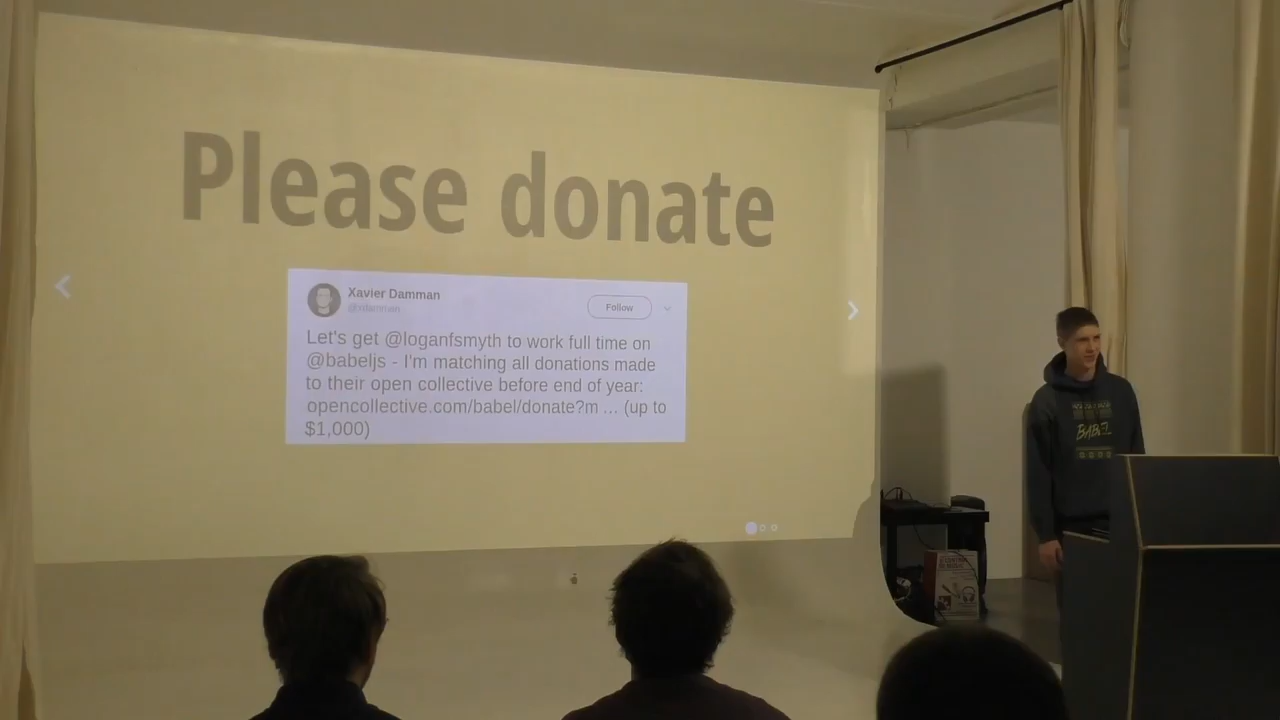 Please donate
Xavier Damman
@xdamman
Follow
Let's get @loganfsmyth to work full time on
@babeljs - I'm matching all donations made
to their open collective before end of year:
opencollective.com/babel/donate?m ... (up to
$1,000)
BABEL